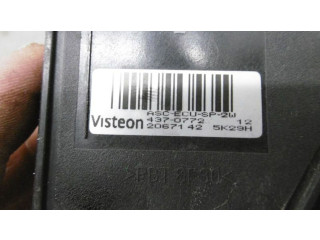 ASC-ECU-SP-2W
Visteon 437-0772 12
2067142 5K29H